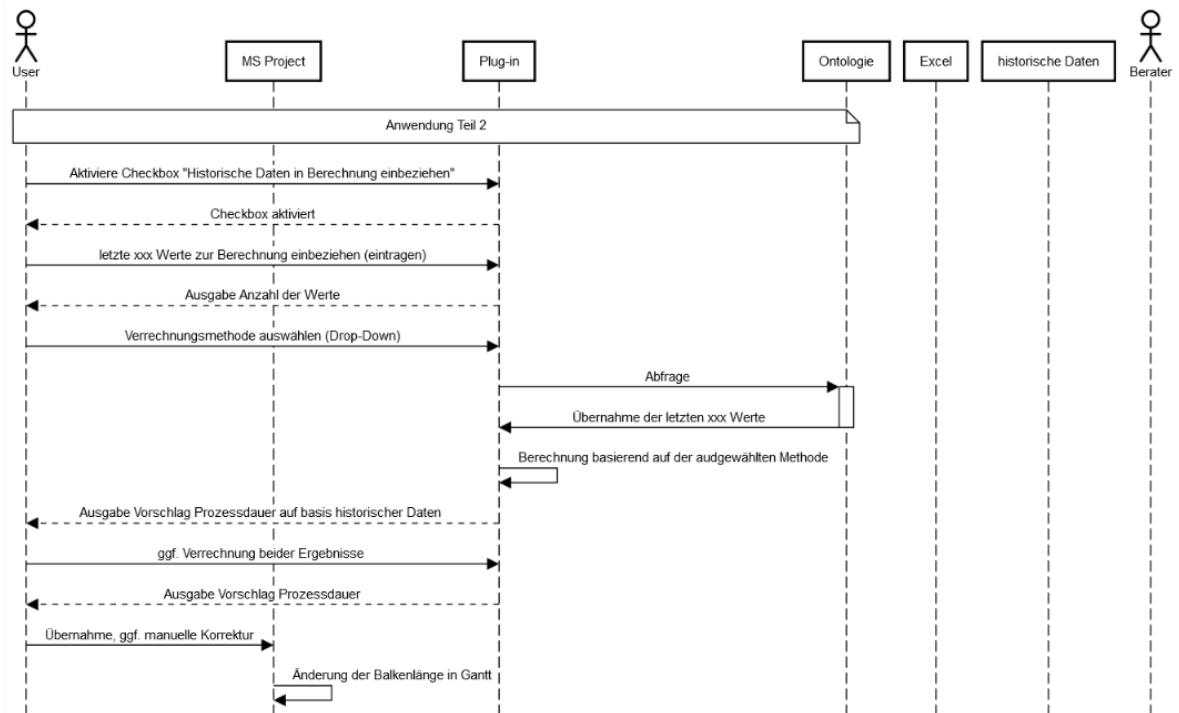 User
MS Project
Plug-in
Ontologie
Excel
historische Daten
Berater
Anwendung Teil 2
Aktiviere Checkbox "Historische Daten in Berechnung einbeziehen"
Checkbox aktiviert
letzte xxx Werte zur Berechnung einbeziehen (eintragen)
Ausgabe Anzahl der Werte
Verrechnungsmethode auswählen (Drop-Down)
Abfrage
Übernahme der letzten xxx Werte
Berechnung basierend auf der audgewählten Methode
Ausgabe Vorschlag Prozessdauer auf basis historischer Daten
ggf. Verrechnung beider Ergebnisse
Ausgabe Vorschlag Prozessdauer
Übernahme, ggf. manuelle Korrektur
Änderung der Balkenlänge in Gantt